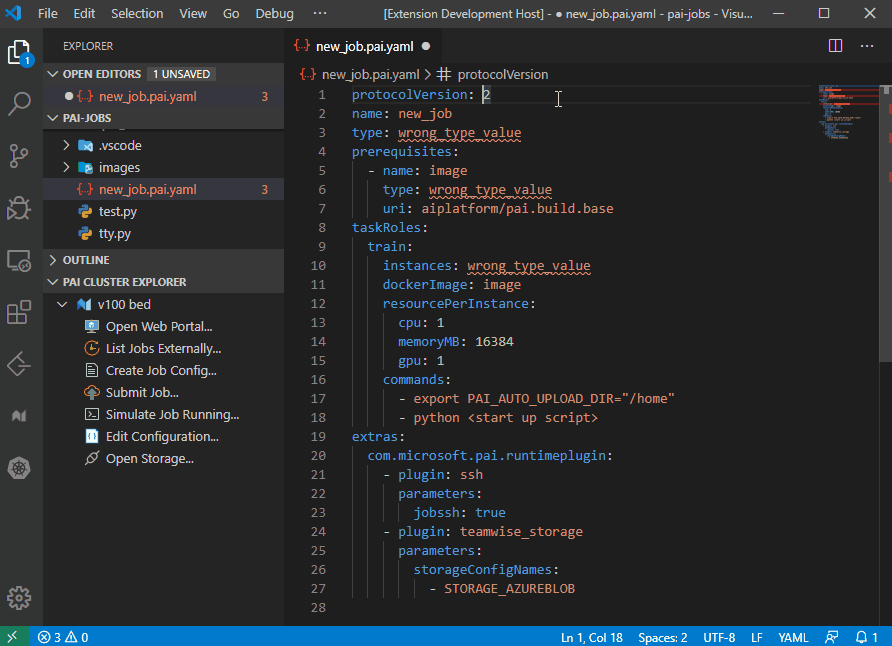 File Edit Selection View Go Debug ··· [Extension Development Host] - ● new_job.pai.yaml - pai-jobs - Visu...
1
EXPLORER
OPEN EDITORS 1 UNSAVED
● {··} new_job.pai.yaml 3
PAI-JOBS
.vscode
images
{··} new_job.pai.yaml 3
test.py
tty.py
OUTLINE
PAI CLUSTER EXPLORER
v100 bed
Open Web Portal...
List Jobs Externally...
Create Job Config...
Submit Job...
Simulate Job Running...
Edit Configuration...
Open Storage...
{··} new_job.pai.yaml ●
{··} new_job.pai.yaml > protocolVersion
1 protocolVersion: 2
2 name: new_job
3 type: wrong_type_value
4 prerequisites:
5 - name: image
6 type: wrong_type_value
7 uri: aiplatform/pai.build.base
8 taskRoles:
9 train:
10 instances: wrong_type_value
11 dockerImage: image
12 resourcePerInstance:
13 cpu: 1
14 memoryMB: 16384
15 gpu: 1
16 commands:
17 - export PAI_AUTO_UPLOAD_DIR="/home"
18 - python <start up script>
19 extras:
20 com.microsoft.pai.runtimeplugin:
21 - plugin: ssh
22 parameters:
23 jobssh: true
24 - plugin: teamwise_storage
25 parameters:
26 storageConfigNames:
27 - STORAGE_AZUREBLOB
28
3 0 Ln 1, Col 18 Spaces: 2 UTF-8 LF YAML 1